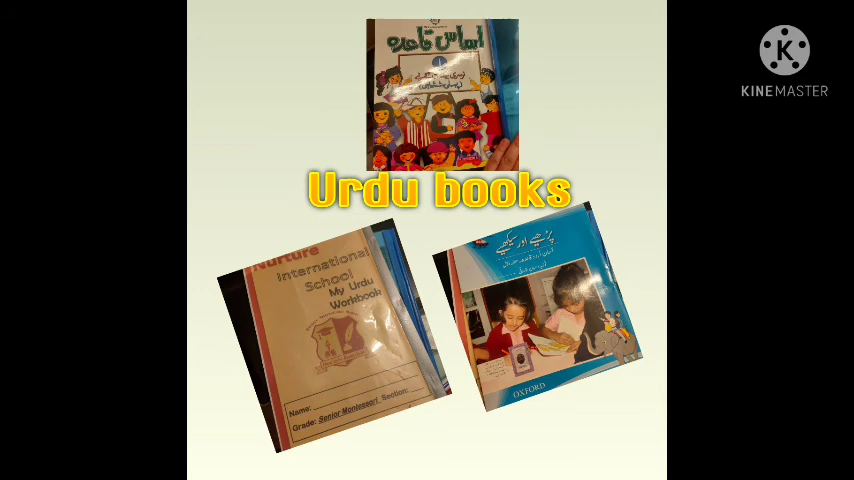 اساس قاعدہ
۱
Urdu books
Nurture
International
School
My Urdu
Workbook
Name:
Grade: Senior Montessori Section:
پڑھیے اور سیکھیے
OXFORD
KINEMASTER